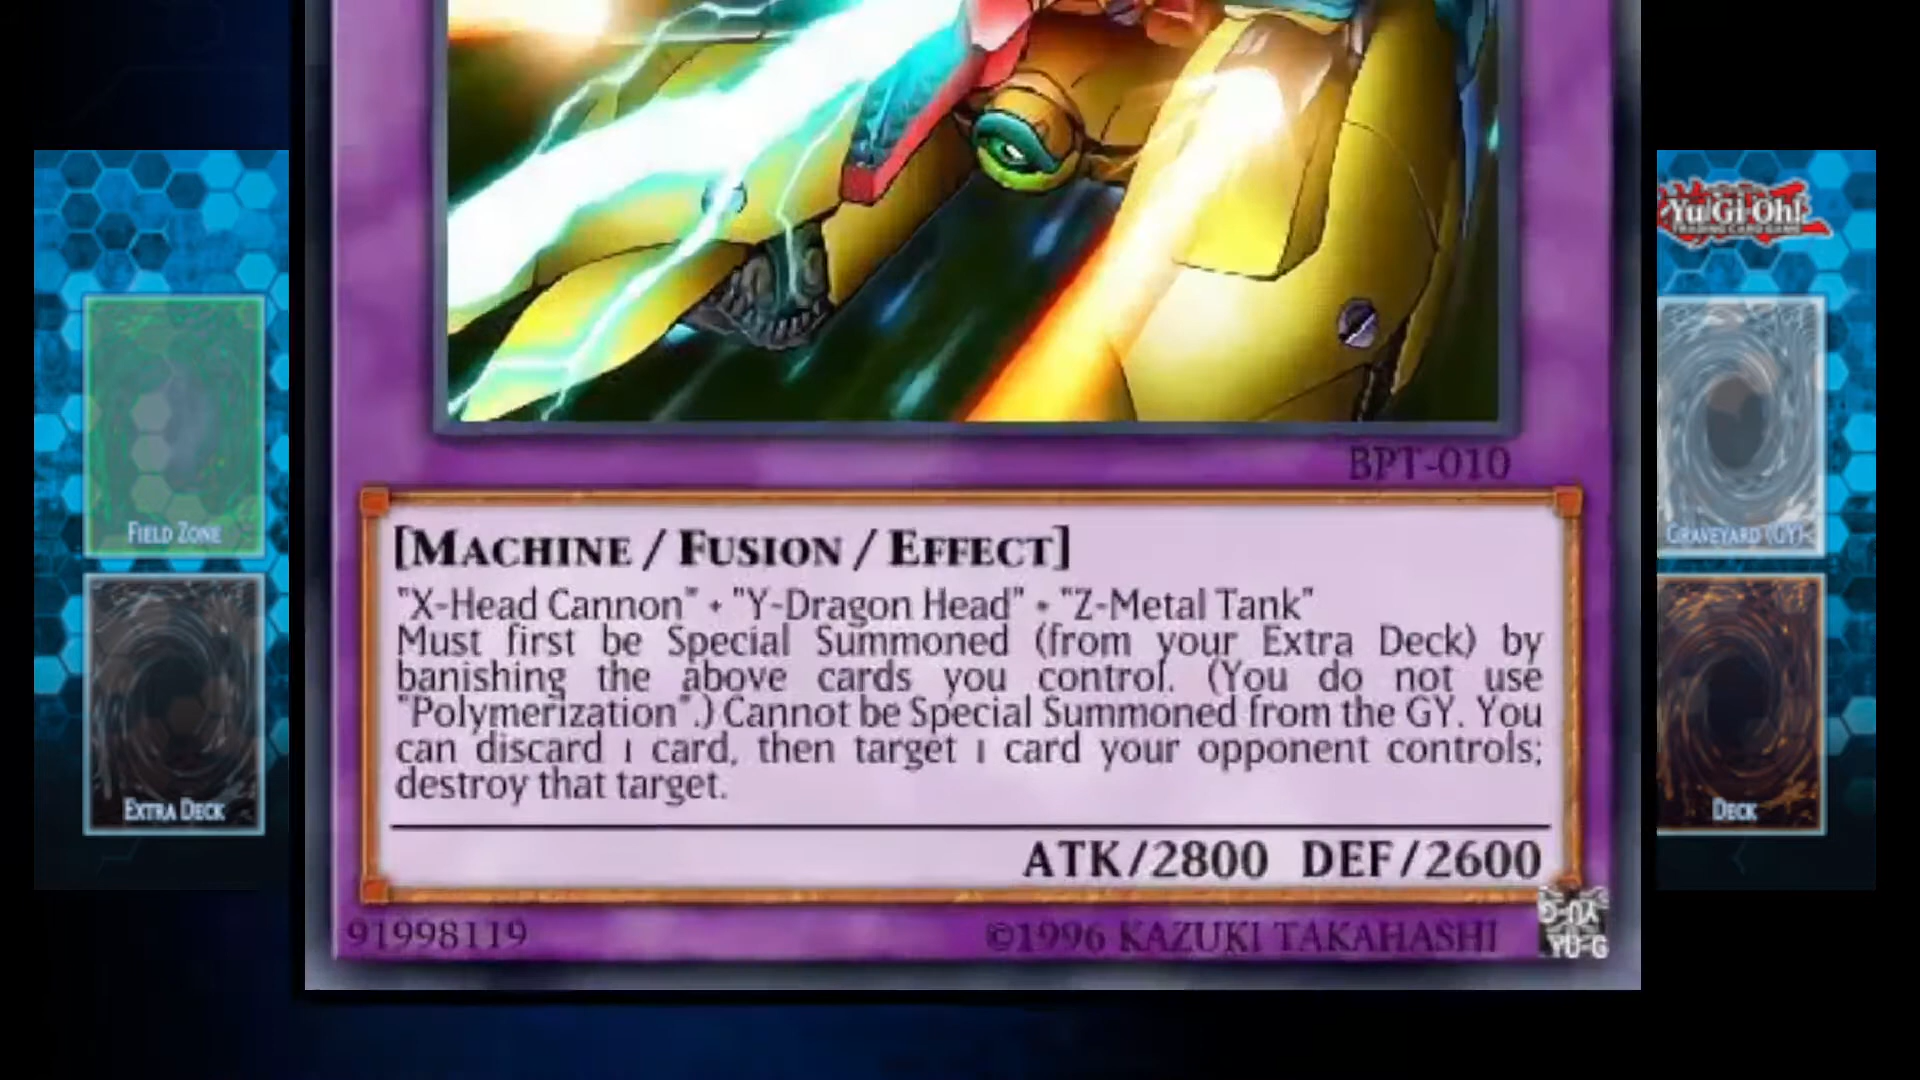 Yu-Gi-Oh!
TRADING CARD GAME
BPT-010
FIELD ZONE
GRAVEYARD (GY)
[MACHINE / FUSION / EFFECT]
"X-Head Cannon" + "Y-Dragon Head" + "Z-Metal Tank"
Must first be Special Summoned (from your Extra Deck) by
banishing the above cards you control. (You do not use
"Polymerization".) Cannot be Special Summoned from the GY. You
can discard 1 card, then target 1 card your opponent controls;
destroy that target.
EXTRA DECK
DECK
ATK/2800 DEF/2600
91998119
©1996 KAZUKI TAKAHASHI